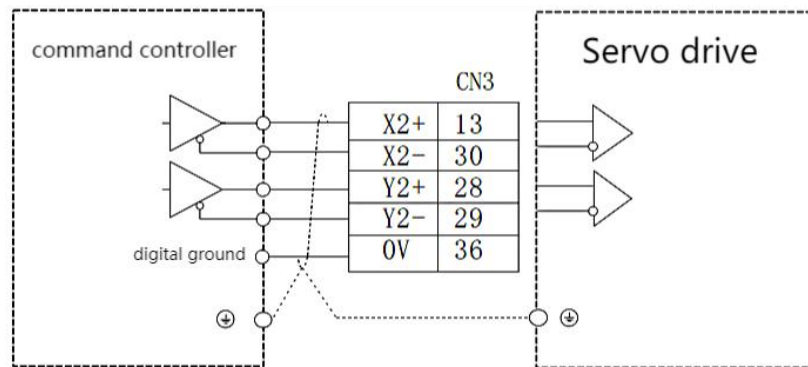 command controller
Servo drive
CN3
X2+ 13
X2- 30
Y2+ 28
Y2- 29
0V 36
digital ground